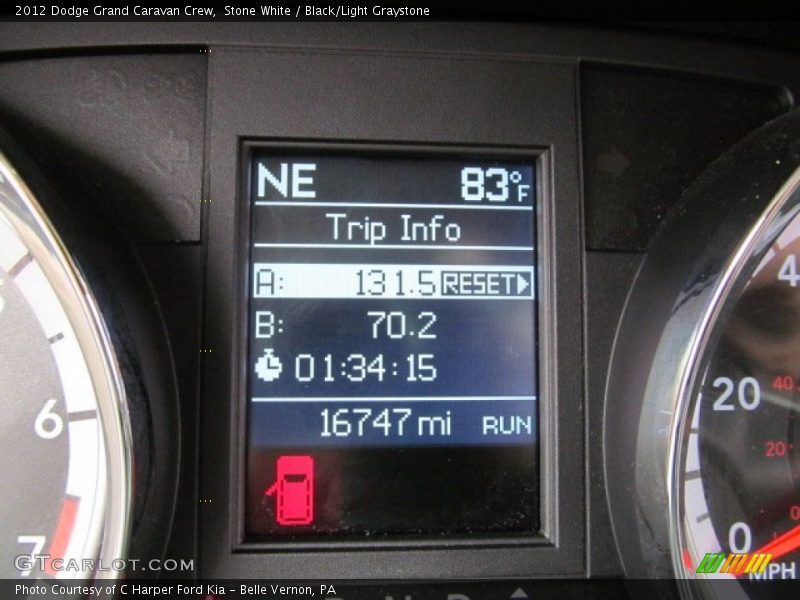 2012 Dodge Grand Caravan Crew, Stone White / Black/Light Graystone
NE 83°F
Trip Info
A: 131.5 RESET
B: 70.2
01:34:15
16747 mi RUN
6
7
4
20
0
40
20
0
MPH
GTCARLOT.COM
Photo Courtesy of C Harper Ford Kia - Belle Vernon, PA